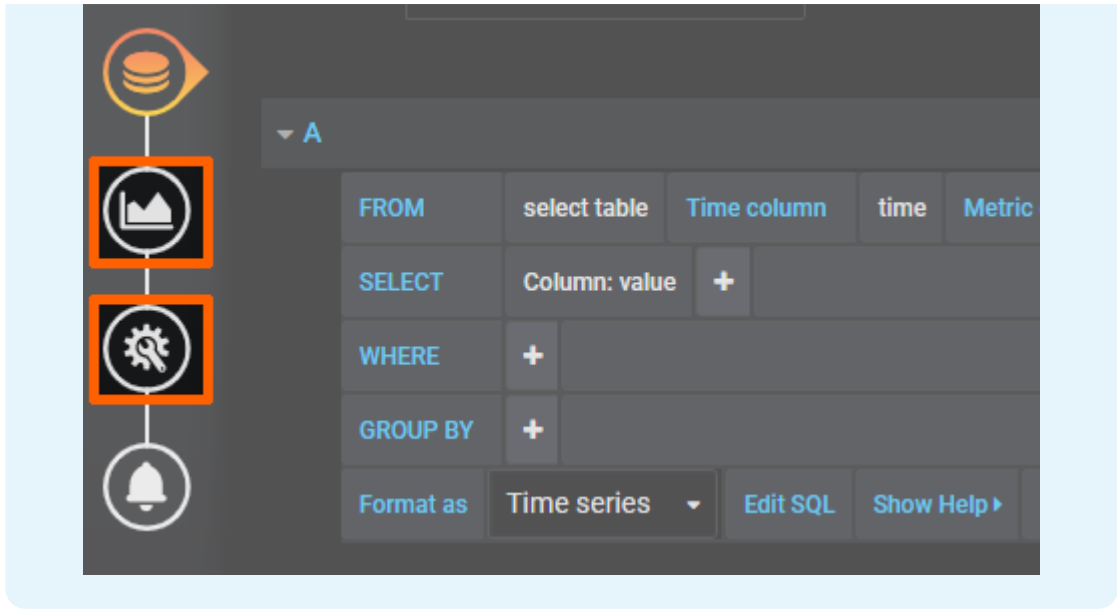 A
FROM select table Time column time Metric
SELECT Column: value +
WHERE +
GROUP BY +
Format as Time series Edit SQL Show Help